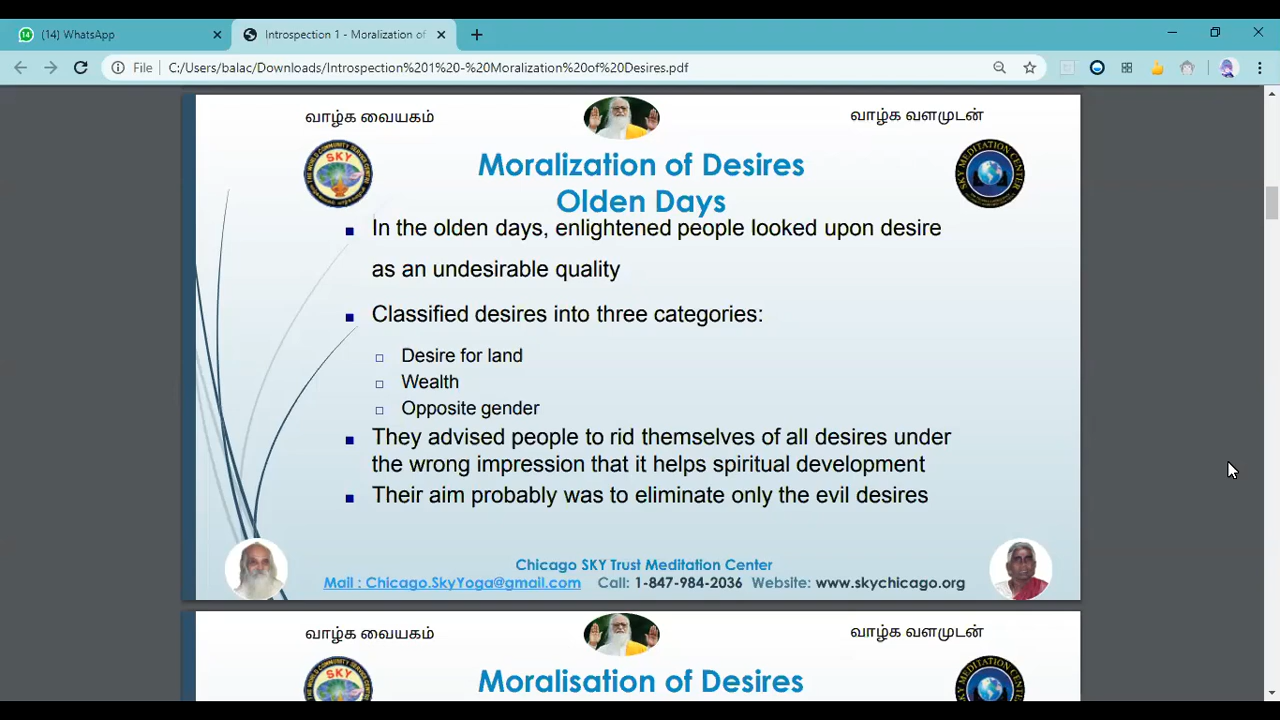 (14) WhatsApp
Introspection 1 - Moralization of
File
C:/Users/balac/Downloads/Introspection%201%20-%20Moralization%20of%20Desires.pdf
வாழ்க வையகம்
வாழ்க வளமுடன்
SKY
SKY MEDITATION CENTER
Moralization of Desires
Olden Days
In the olden days, enlightened people looked upon desire
as an undesirable quality
Classified desires into three categories:
Desire for land
Wealth
Opposite gender
They advised people to rid themselves of all desires under
the wrong impression that it helps spiritual development
Their aim probably was to eliminate only the evil desires
Chicago SKY Trust Meditation Center
Mail : Chicago.SkyYoga@gmail.com Call: 1-847-984-2036 Website: www.skychicago.org
வாழ்க வையகம்
வாழ்க வளமுடன்
SKY
Moralisation of Desires